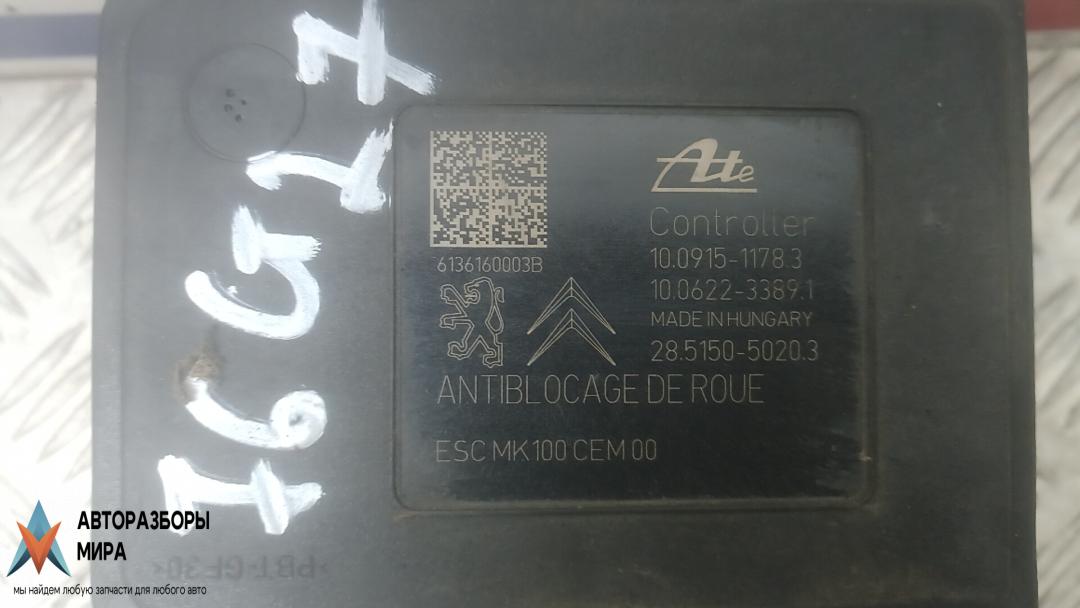 76G27
Ate
Controller
6136160003B
10.0915-1178.3
10.0622-3389.1
MADE IN HUNGARY
28.5150-5020.3
ANTIBLOCAGE DE ROUE
ESC MK100 CEM 00
АВТОРАЗБОРЫ
МИРА
мы найдем любую запчасти для любого авто